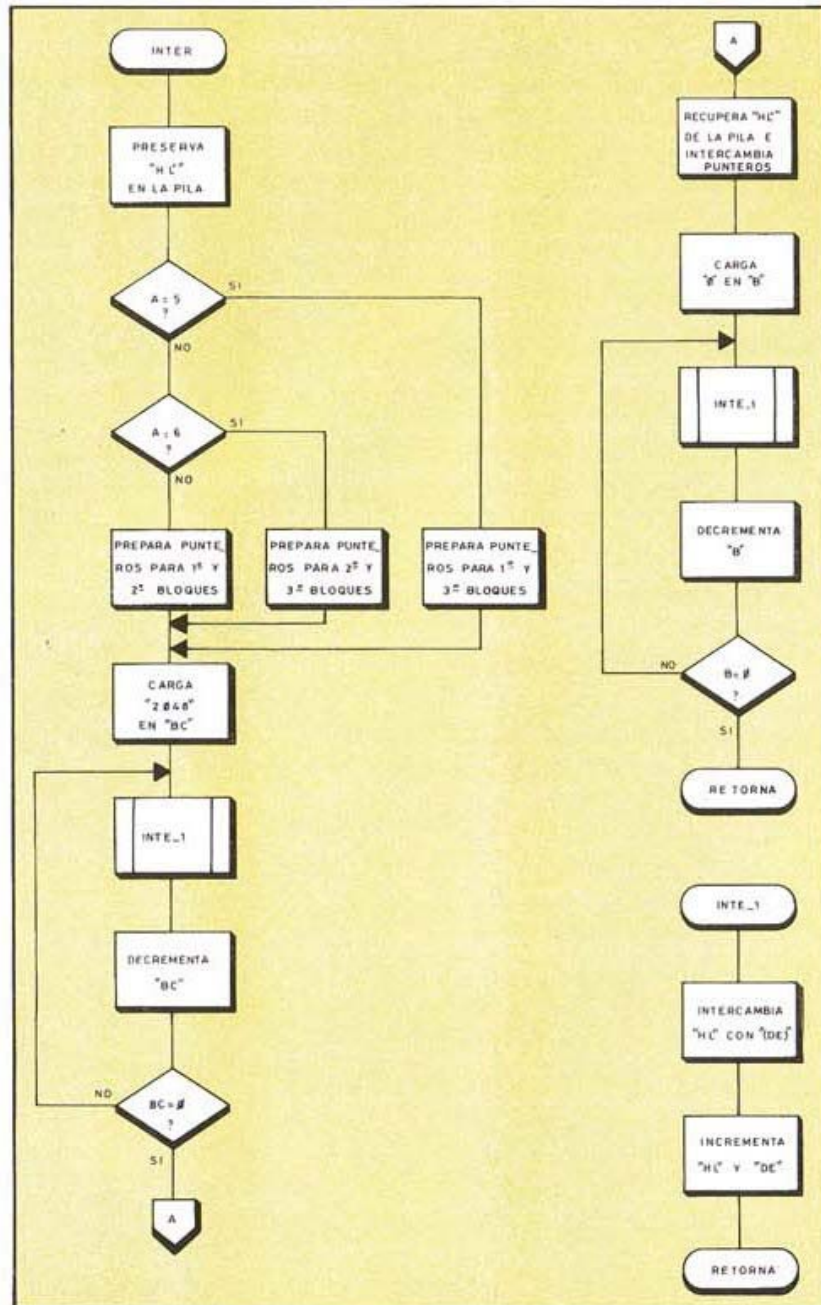 INTER
PRESERVA
"HL'"
EN LA PILA
A = 5
?
SI
NO
A = 6
?
SI
NO
PREPARA PUNTE_
ROS PARA 1º Y
2º BLOQUES
PREPARA PUNTE_
ROS PARA 2º Y
3º BLOQUES
PREPARA PUNTE_
ROS PARA 1º Y
3º BLOQUES
CARGA
"2Ø48"
EN "BC"
INTE_1
DECREMENTA
"BC"
BC=Ø
?
NO
SI
A
A
RECUPERA "HL'"
DE LA PILA E
INTERCAMBIA
PUNTEROS
CARGA
"Ø" EN "B"
INTE_1
DECREMENTA
"B"
B=Ø
?
NO
SI
RETORNA
INTE_1
INTERCAMBIA
"HL" CON "(DE)"
INCREMENTA
"HL" Y "DE"
RETORNA